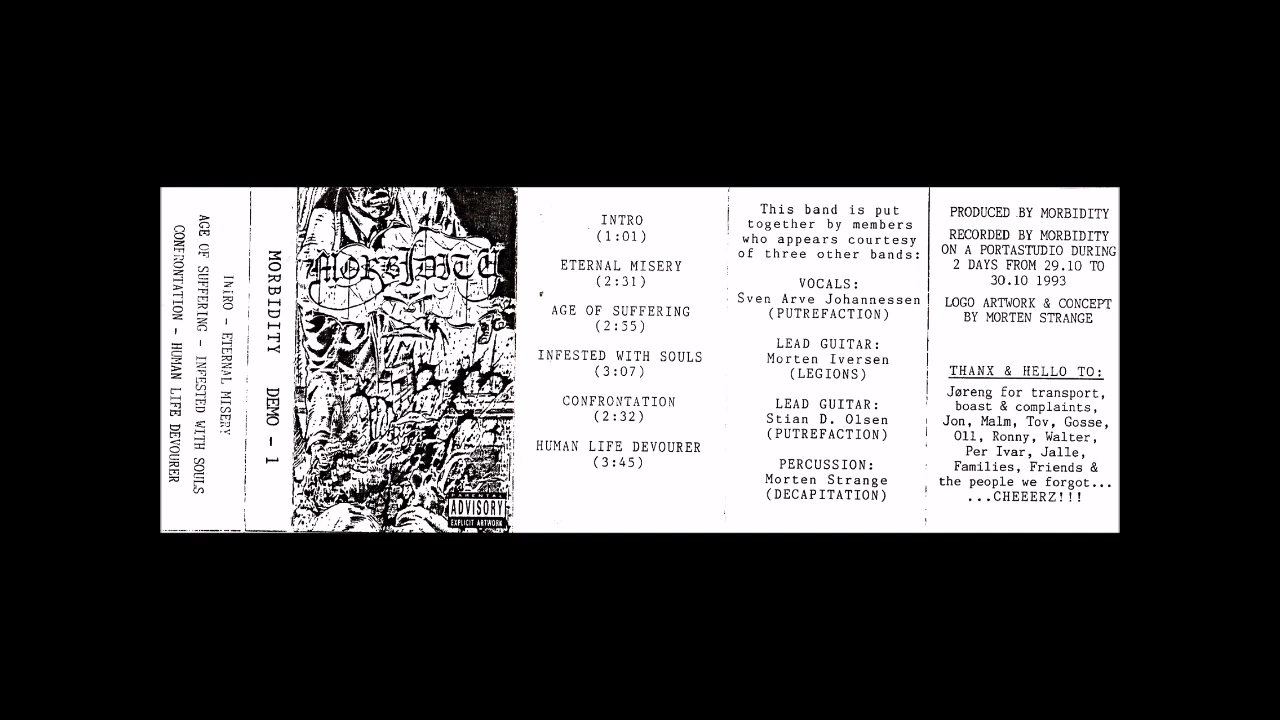 INTRO - ETERNAL MISERY
AGE OF SUFFERING - INFESTED WITH SOULS
CONFRONTATION - HUMAN LIFE DEVOURER
MORBIDITY DEMO - 1
MORBIDITY
PARENTAL
ADVISORY
EXPLICIT ARTWORK
INTRO
(1:01)
ETERNAL MISERY
(2:31)
AGE OF SUFFERING
(2:55)
INFESTED WITH SOULS
(3:07)
CONFRONTATION
(2:32)
HUMAN LIFE DEVOURER
(3:45)
This band is put
together by members
who appears courtesy
of three other bands:
VOCALS:
Sven Arve Johannessen
(PUTREFACTION)
LEAD GUITAR:
Morten Iversen
(LEGIONS)
LEAD GUITAR:
Stian D. Olsen
(PUTREFACTION)
PERCUSSION:
Morten Strange
(DECAPITATION)
PRODUCED BY MORBIDITY
RECORDED BY MORBIDITY
ON A PORTASTUDIO DURING
2 DAYS FROM 29.10 TO
30.10 1993
LOGO ARTWORK & CONCEPT
BY MORTEN STRANGE
THANX & HELLO TO:
Jøreng for transport,
boast & complaints,
Jon, Malm, Tov, Gosse,
Oll, Ronny, Walter,
Per Ivar, Jalle,
Families, Friends &
the people we forgot...
...CHEEERZ!!!